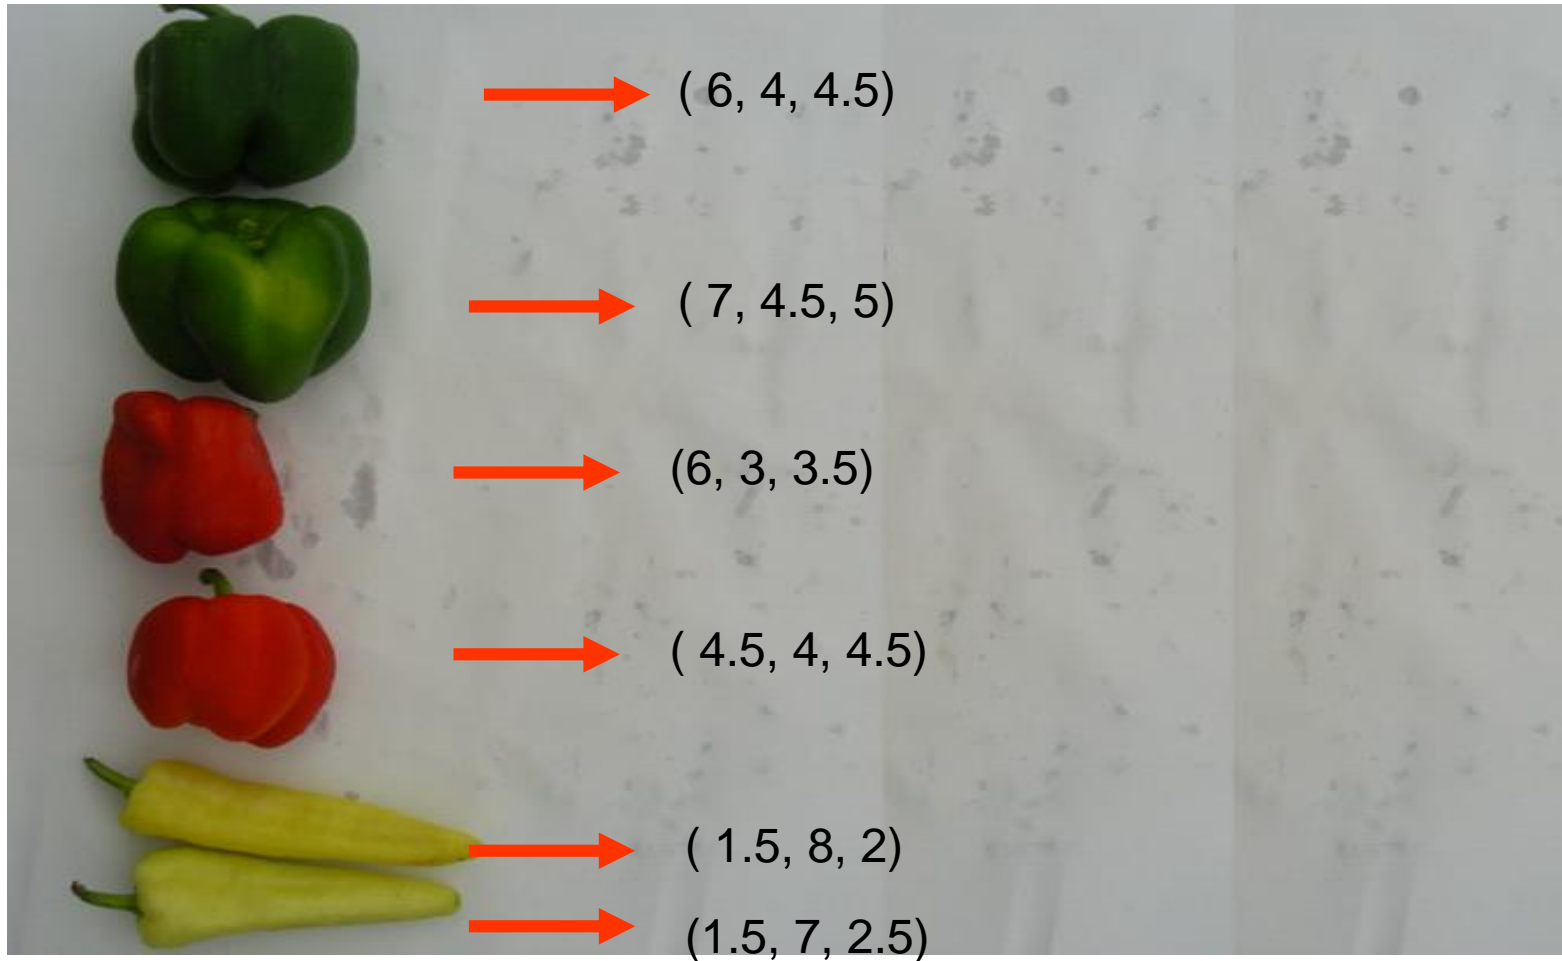 ( 6, 4, 4.5)
( 7, 4.5, 5)
(6, 3, 3.5)
( 4.5, 4, 4.5)
( 1.5, 8, 2)
(1.5, 7, 2.5)